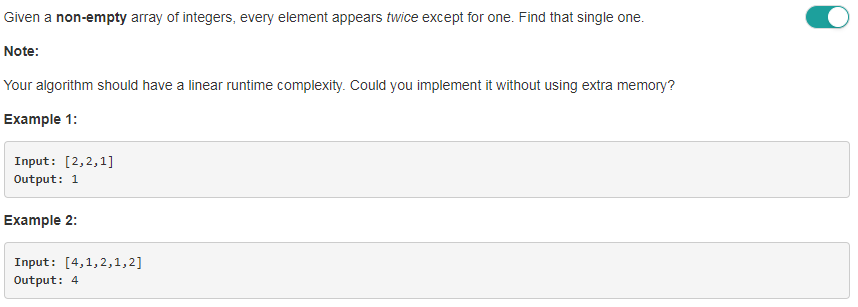 Given a non-empty array of integers, every element appears twice except for one. Find that single one.
Note:
Your algorithm should have a linear runtime complexity. Could you implement it without using extra memory?
Example 1:
Input: [2,2,1]
Output: 1
Example 2:
Input: [4,1,2,1,2]
Output: 4